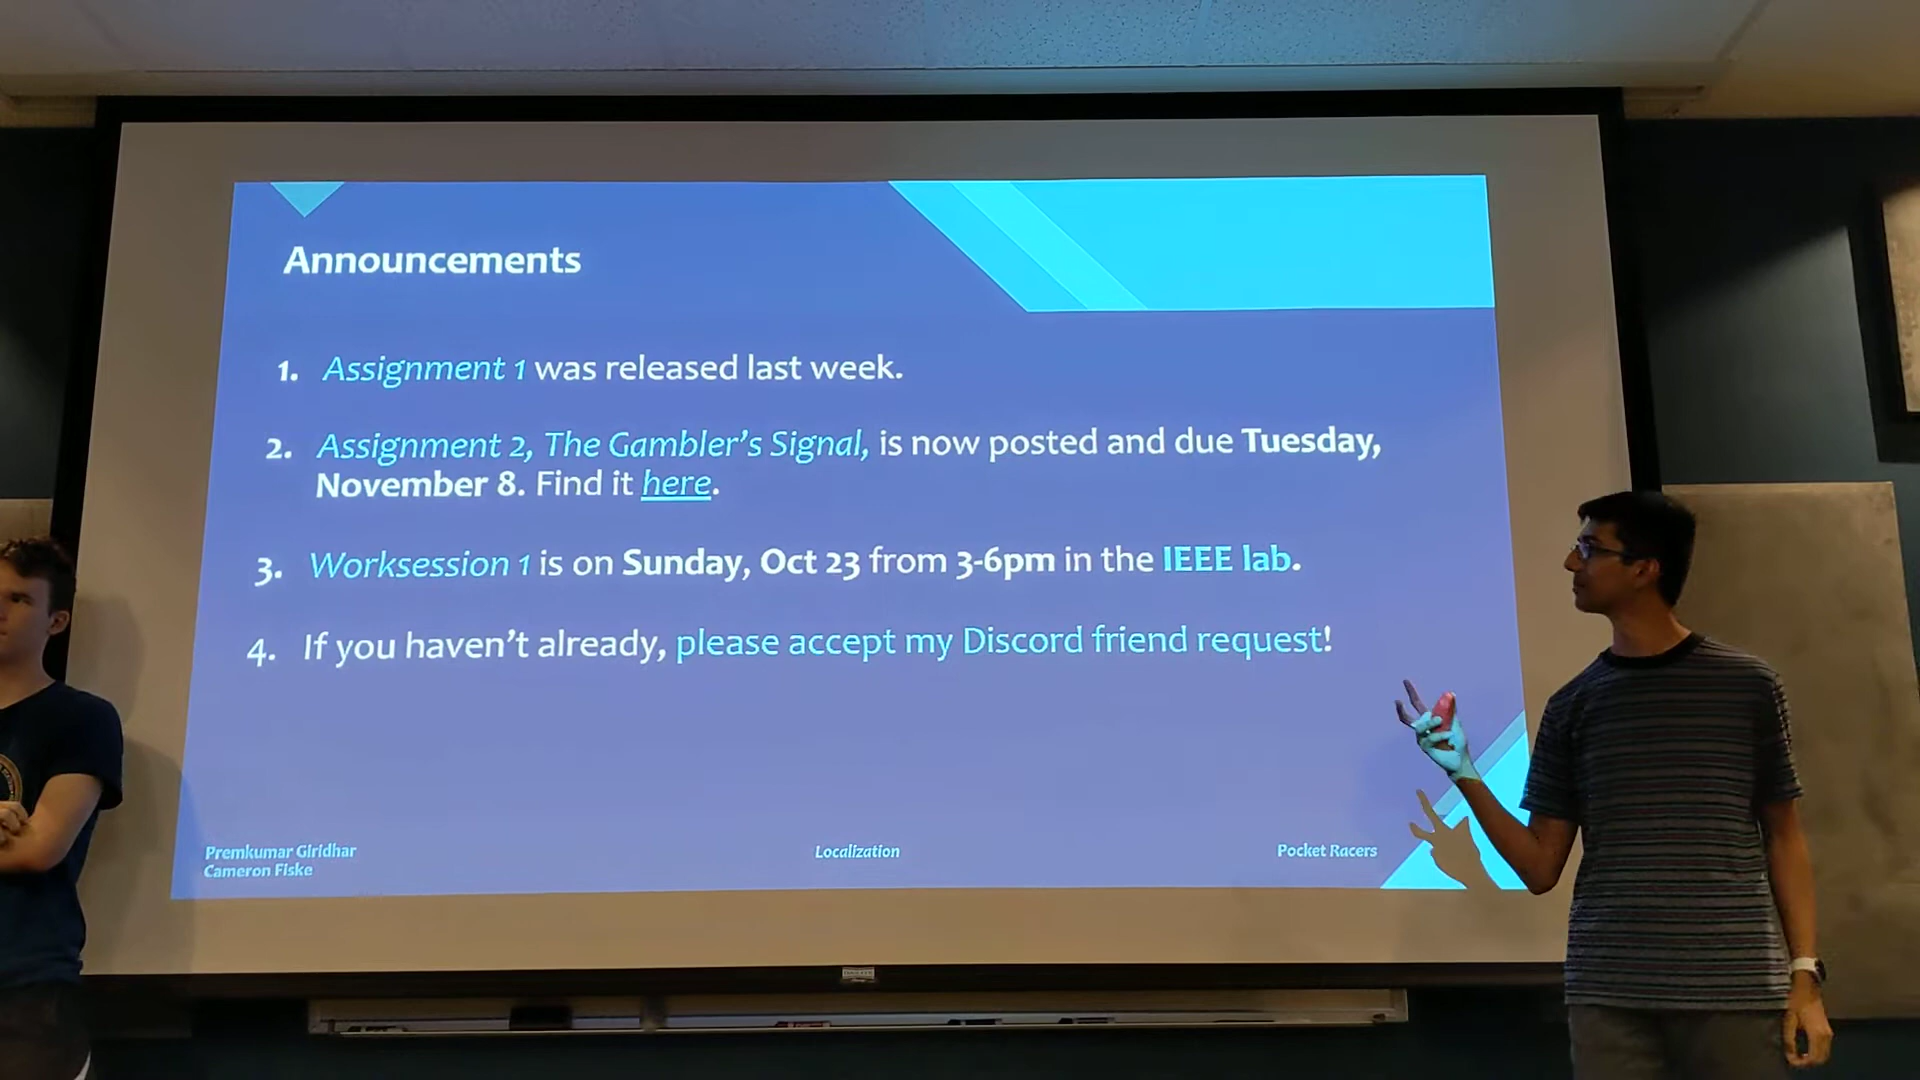 Announcements
1. Assignment 1 was released last week.
2. Assignment 2, The Gambler's Signal, is now posted and due Tuesday,
November 8. Find it here.
3. Worksession 1 is on Sunday, Oct 23 from 3-6pm in the IEEE lab.
4. If you haven't already, please accept my Discord friend request!
Premkumar Giridhar
Cameron Fiske
Localization
Pocket Racers